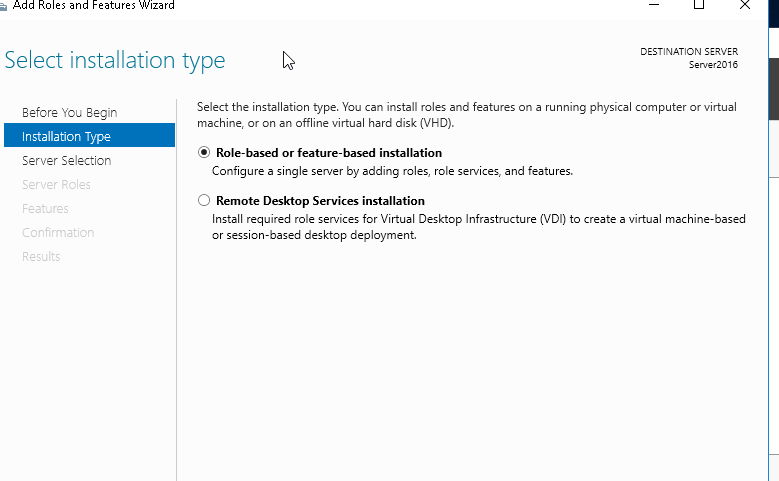 Add Roles and Features Wizard
Select installation type
DESTINATION SERVER
Server2016
Before You Begin
Installation Type
Server Selection
Server Roles
Features
Confirmation
Results
Select the installation type. You can install roles and features on a running physical computer or virtual
machine, or on an offline virtual hard disk (VHD).
Role-based or feature-based installation
Configure a single server by adding roles, role services, and features.
Remote Desktop Services installation
Install required role services for Virtual Desktop Infrastructure (VDI) to create a virtual machine-based
or session-based desktop deployment.